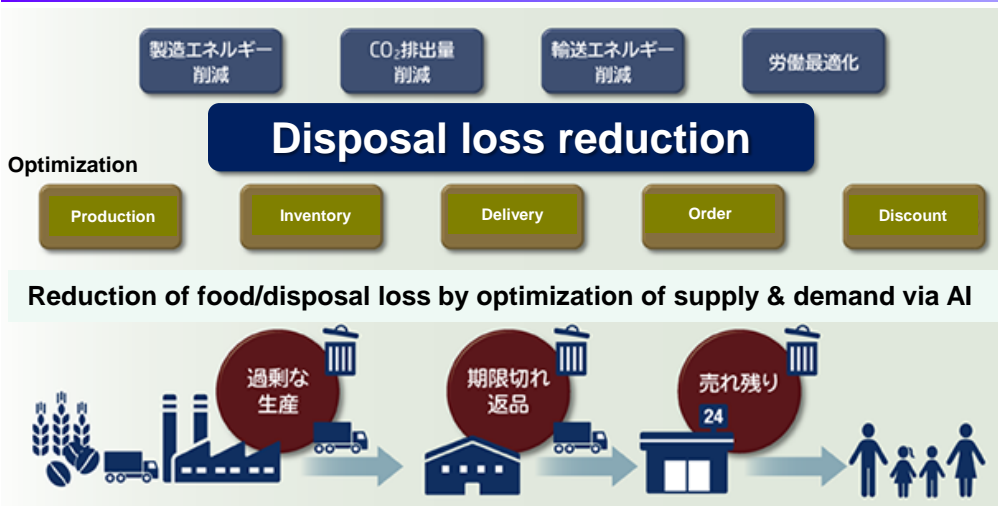 製造エネルギー
削減
CO₂排出量
削減
輸送エネルギー
削減
労働最適化
Disposal loss reduction
Optimization
Production
Inventory
Delivery
Order
Discount
Reduction of food/disposal loss by optimization of supply & demand via AI
過剰な
生産
期限切れ
返品
売れ残り
24